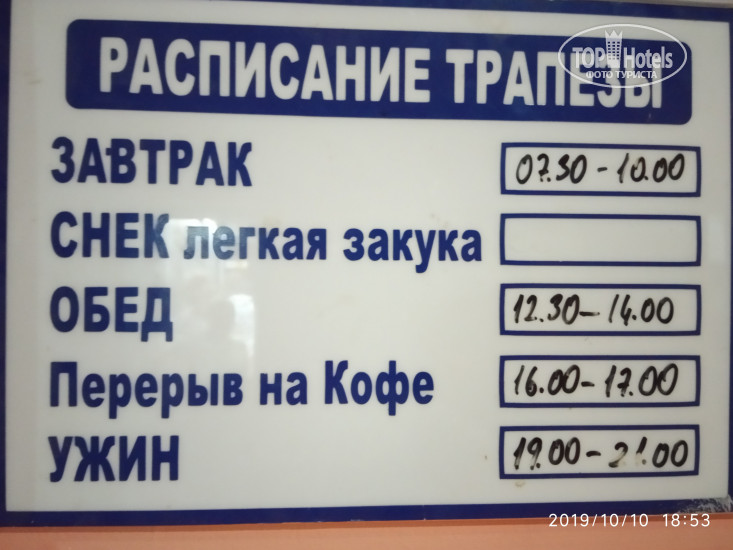 РАСПИСАНИЕ ТРАПЕЗЫ
TOP Hotels
ФОТО ТУРИСТА
ЗАВТРАК 07.30 - 10.00
СНЕК легкая закука
ОБЕД 12.30 - 14.00
Перерыв на Кофе 16.00 - 17.00
УЖИН 19.00 - 21.00
2019/10/10 18:53